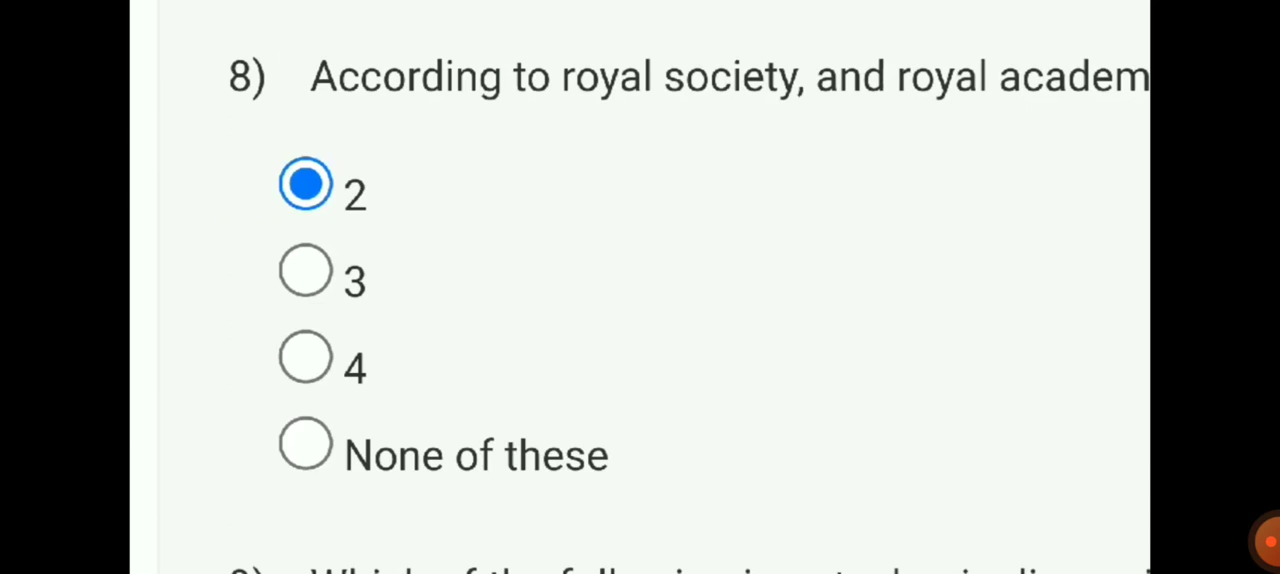 8) According to royal society, and royal academ
2
3
4
None of these